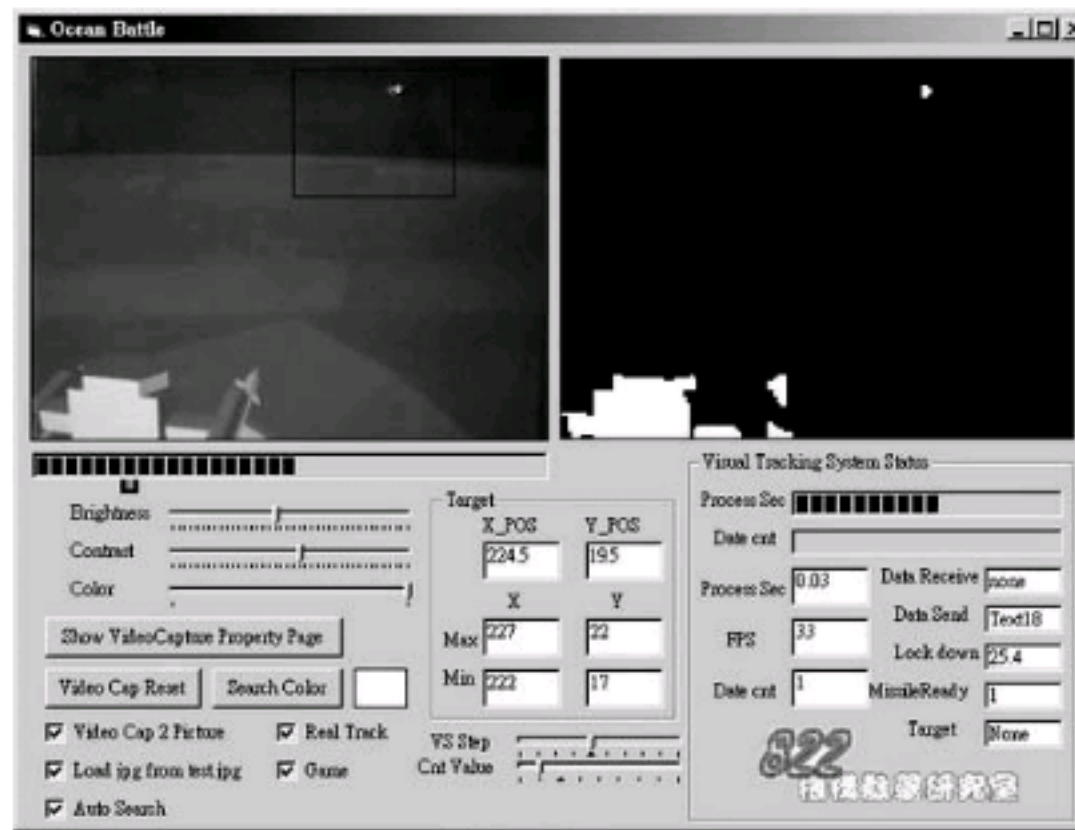 Ocean Battle
Visual Tracking System Status
Process Sec
Date cnt
Process Sec 0.03
Data Receive none
Data Send Text18
FPS 33
Lock down 25.4
Date cnt 1
MissileReady 1
Target None
822
Brightness
Contrast
Color
Target
X_POS Y_POS
224.5 19.5
X Y
Max 227 22
Min 222 17
Show VideoCapture Property Page
Video Cap Reset
Search Color
Video Cap 2 Picture
Real Track
Load jpg from test.jpg
Game
Auto Search
VS Step
Cnt Value